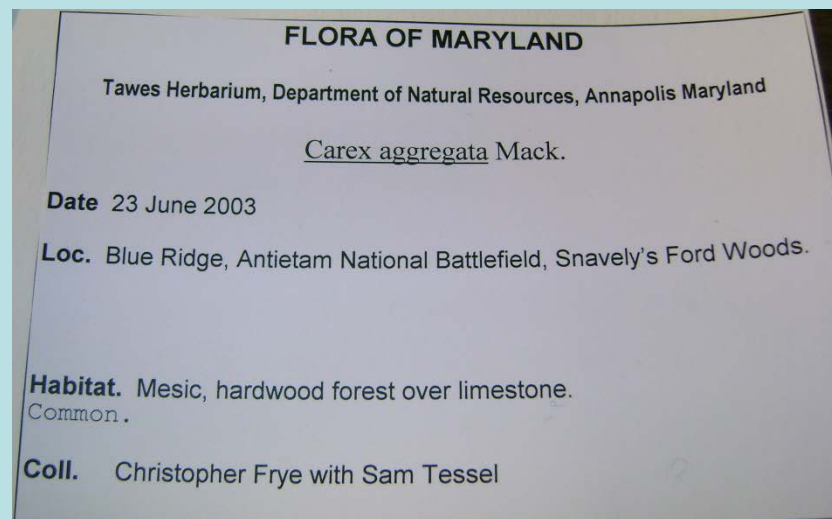 FLORA OF MARYLAND
Tawes Herbarium, Department of Natural Resources, Annapolis Maryland
Carex aggregata Mack.
Date 23 June 2003
Loc. Blue Ridge, Antietam National Battlefield, Snavely's Ford Woods.
Habitat. Mesic, hardwood forest over limestone.
Common.
Coll. Christopher Frye with Sam Tessel